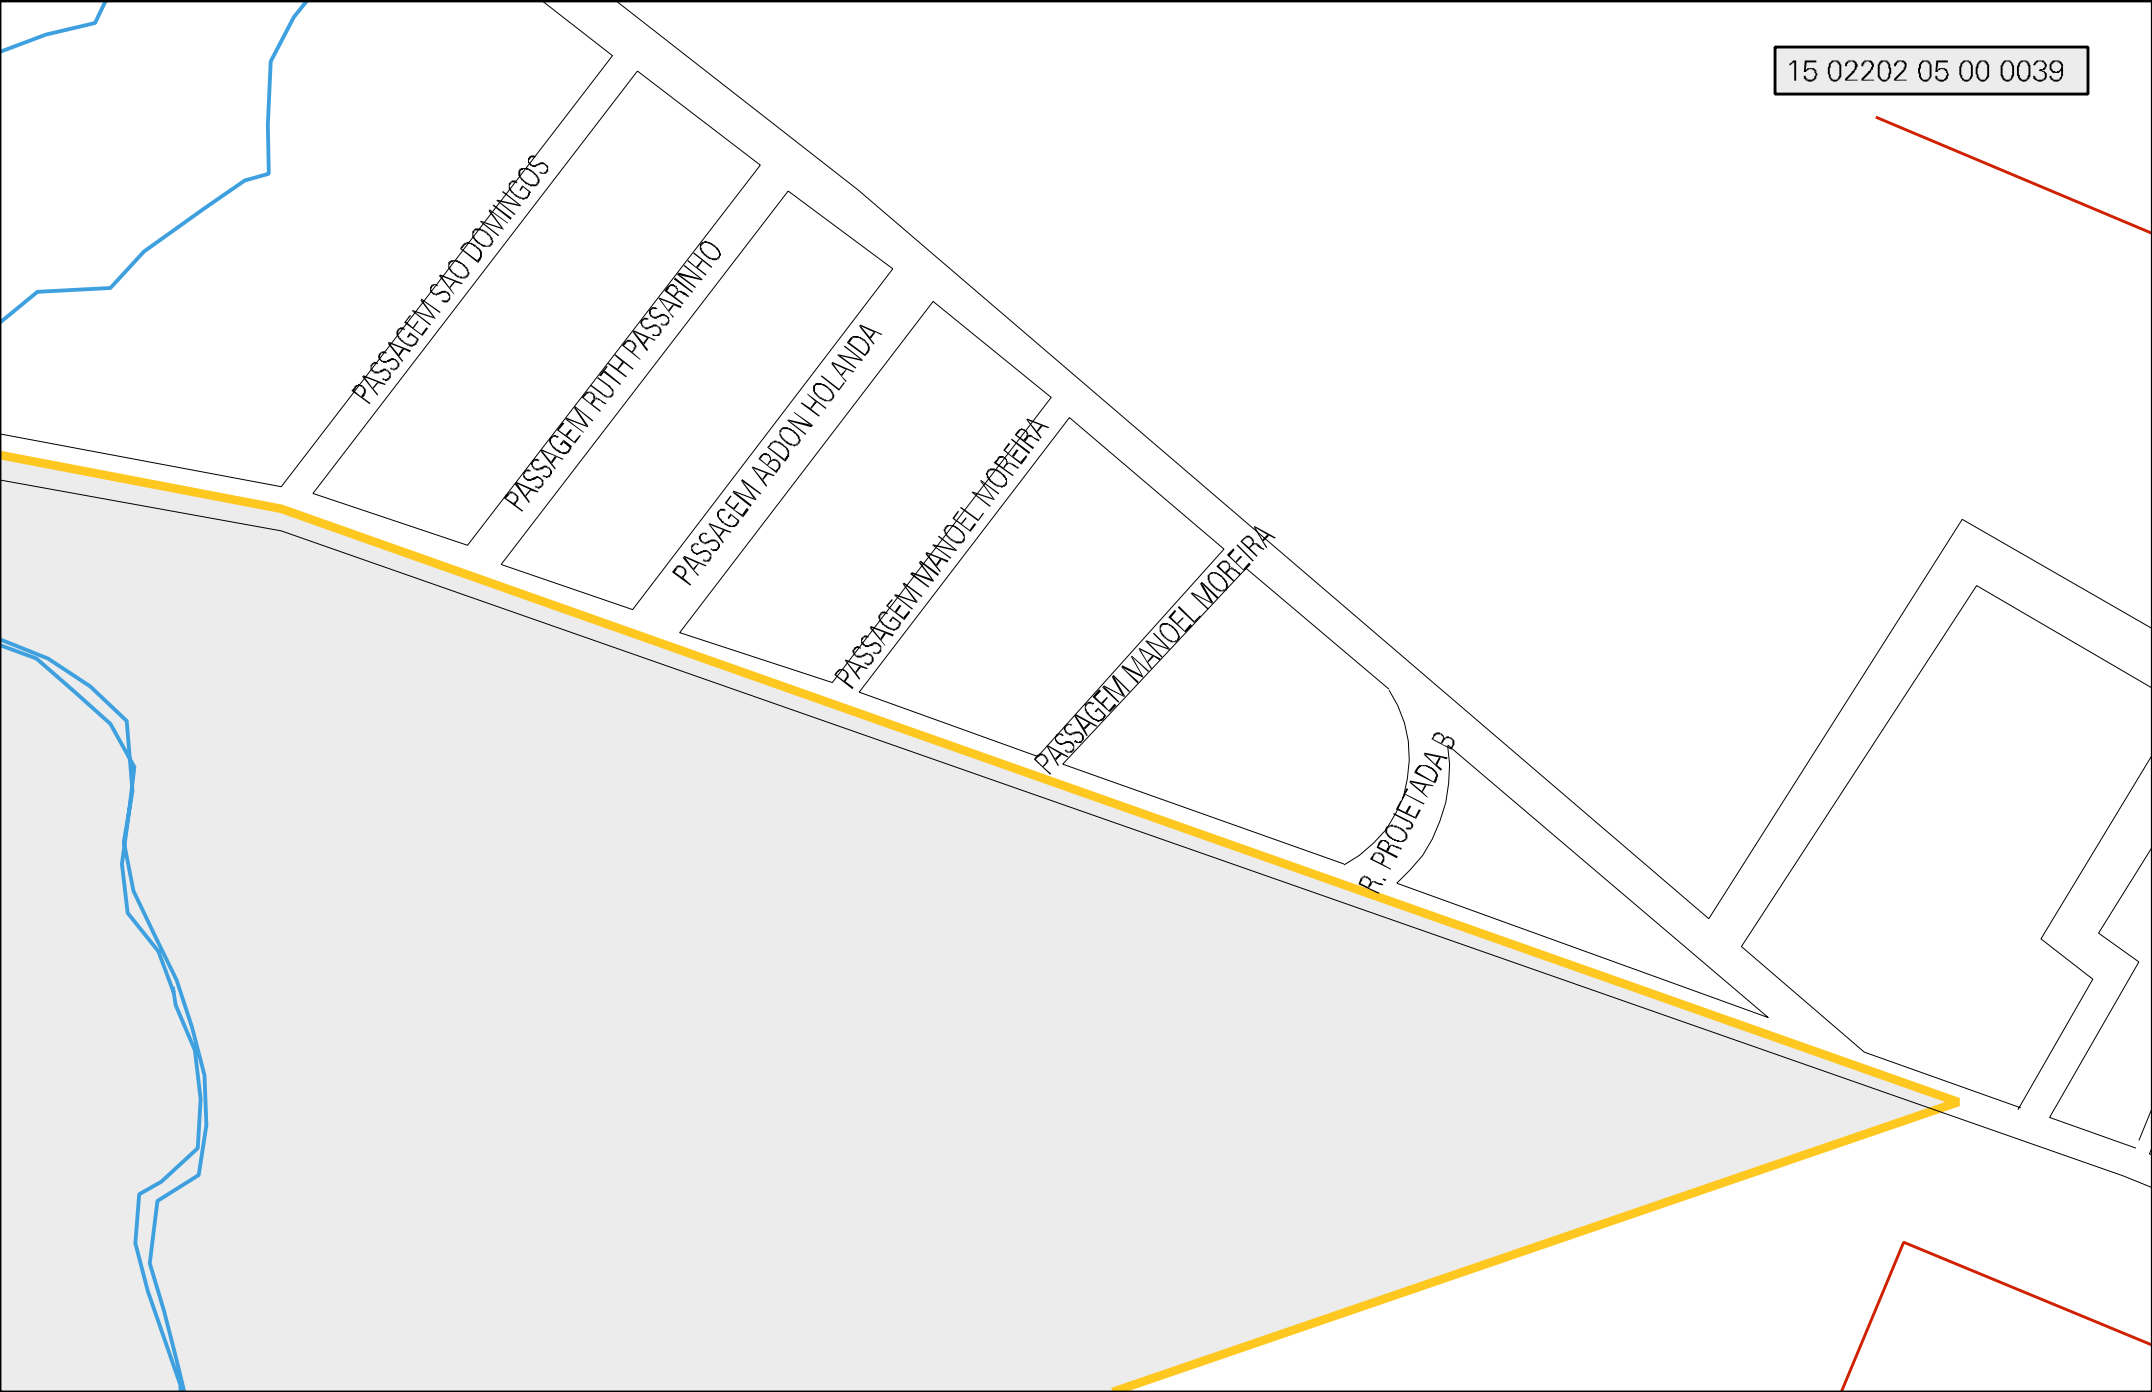 15 02202 05 00 0039
PASSAGEM SAO DOMINGOS
PASSAGEM RUTH PASSARINHO
PASSAGEM ABDON HOLANDA
PASSAGEM MANOEL MOREIRA
PASSAGEM MANOEL MOREIRA
R. PROJETADA B